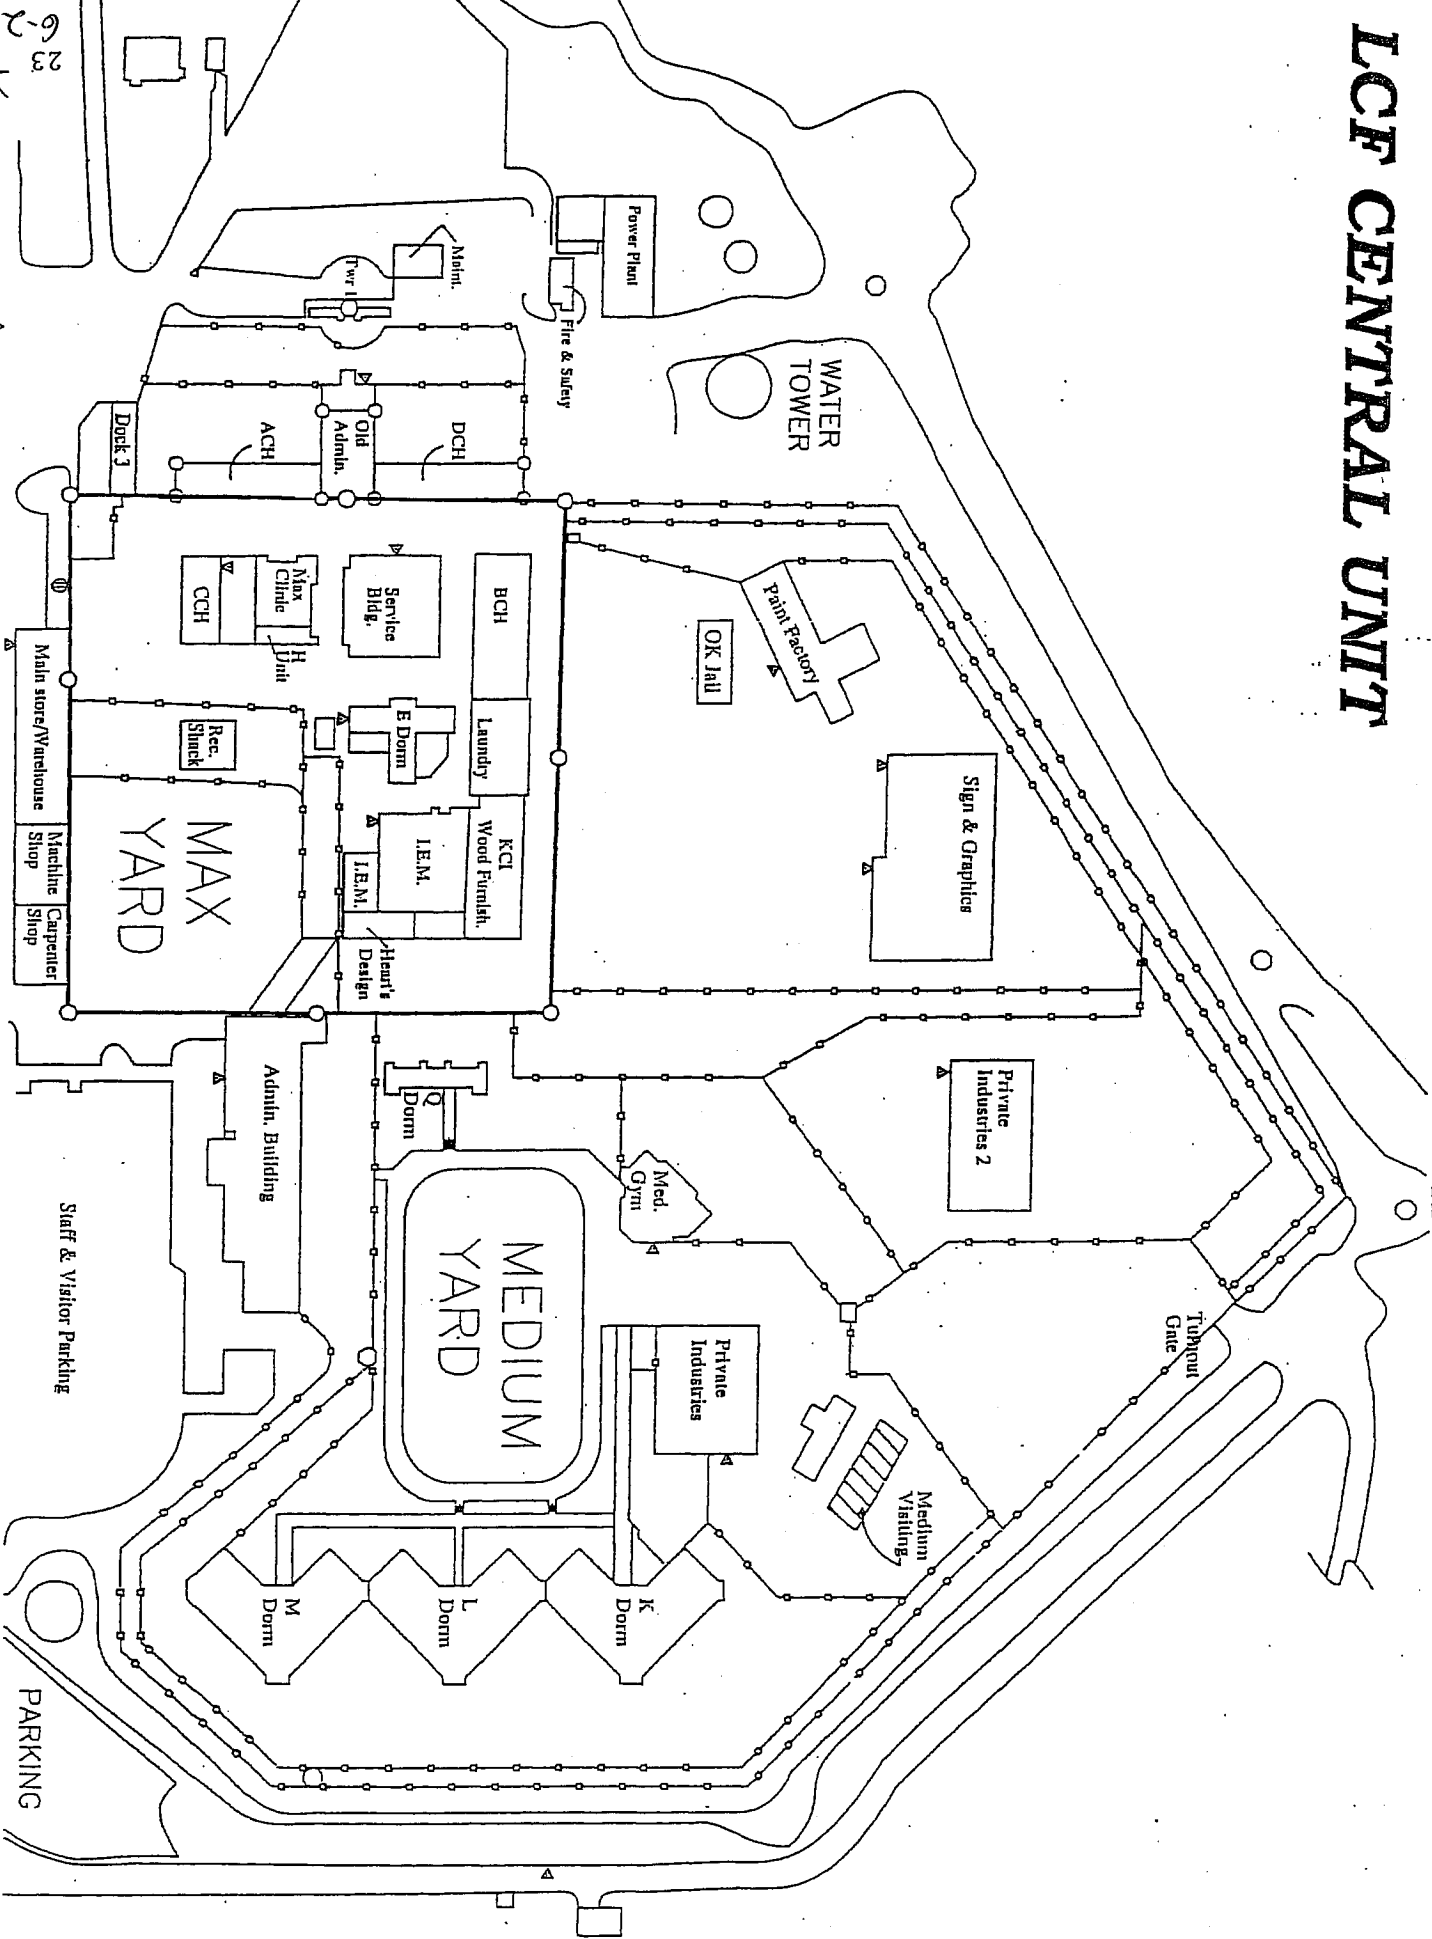 LCF CENTRAL UNIT
6-2
23
Power Plant
Maint.
Twr 1
Fire & Safety
WATER
TOWER
DCH
Old
Admin.
ACH
Dock 3
BCH
Service
Bldg.
Max
Clinic
CCH
H
Unit
Paint Factory
OK Jail
Laundry
E Dorm
Rec.
Shack
Main store/Warehouse
Sign & Graphics
KCI
Wood Furnish.
I.E.M.
I.E.M.
MAX
YARD
Machine
Shop
Carpenter
Shop
Heart's
Design
Private
Industries 2
Q
Dorm
Admin. Building
Med.
Gym
Staff & Visitor Parking
MEDIUM
YARD
Private
Industries
Turnout
Gate
Medium
Visiting
K
Dorm
L
Dorm
M
Dorm
PARKING